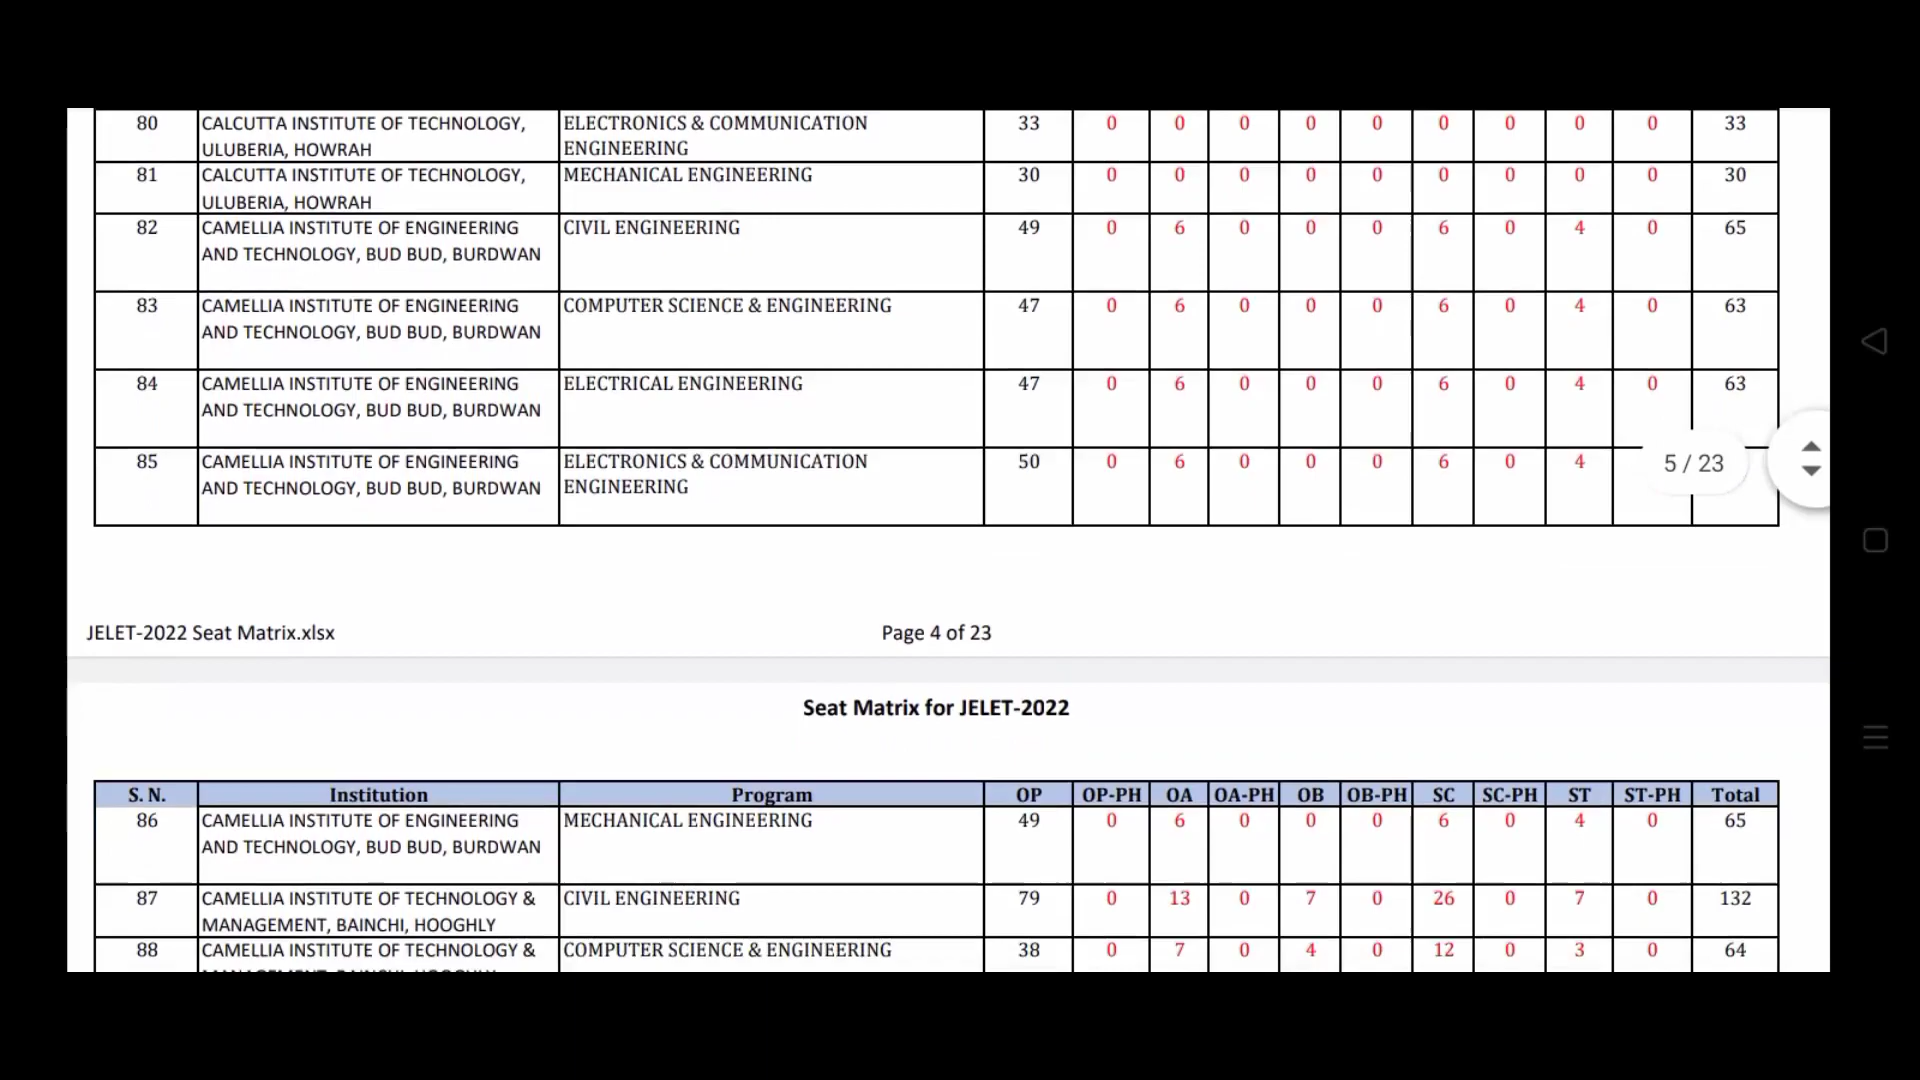 80 CALCUTTA INSTITUTE OF TECHNOLOGY, ULUBERIA, HOWRAH ELECTRONICS & COMMUNICATION ENGINEERING 33 0 0 0 0 0 0 0 0 0 33
81 CALCUTTA INSTITUTE OF TECHNOLOGY, ULUBERIA, HOWRAH MECHANICAL ENGINEERING 30 0 0 0 0 0 0 0 0 0 30
82 CAMELLIA INSTITUTE OF ENGINEERING AND TECHNOLOGY, BUD BUD, BURDWAN CIVIL ENGINEERING 49 0 6 0 0 0 6 0 4 0 65
83 CAMELLIA INSTITUTE OF ENGINEERING AND TECHNOLOGY, BUD BUD, BURDWAN COMPUTER SCIENCE & ENGINEERING 47 0 6 0 0 0 6 0 4 0 63
84 CAMELLIA INSTITUTE OF ENGINEERING AND TECHNOLOGY, BUD BUD, BURDWAN ELECTRICAL ENGINEERING 47 0 6 0 0 0 6 0 4 0 63
85 CAMELLIA INSTITUTE OF ENGINEERING AND TECHNOLOGY, BUD BUD, BURDWAN ELECTRONICS & COMMUNICATION ENGINEERING 50 0 6 0 0 0 6 0 4
5 / 23
JELET-2022 Seat Matrix.xlsx Page 4 of 23
Seat Matrix for JELET-2022
S. N. Institution Program OP OP-PH OA OA-PH OB OB-PH SC SC-PH ST ST-PH Total
86 CAMELLIA INSTITUTE OF ENGINEERING AND TECHNOLOGY, BUD BUD, BURDWAN MECHANICAL ENGINEERING 49 0 6 0 0 0 6 0 4 0 65
87 CAMELLIA INSTITUTE OF TECHNOLOGY & MANAGEMENT, BAINCHI, HOOGHLY CIVIL ENGINEERING 79 0 13 0 7 0 26 0 7 0 132
88 CAMELLIA INSTITUTE OF TECHNOLOGY & COMPUTER SCIENCE & ENGINEERING 38 0 7 0 4 0 12 0 3 0 64